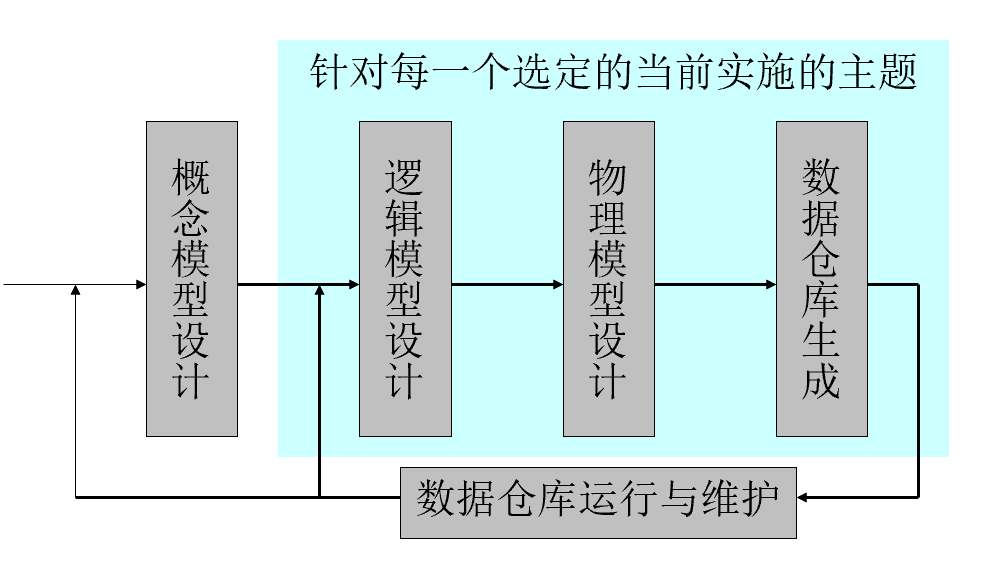 针对每一个选定的当前实施的主题
概念模型设计
逻辑模型设计
物理模型设计
数据仓库生成
数据仓库运行与维护